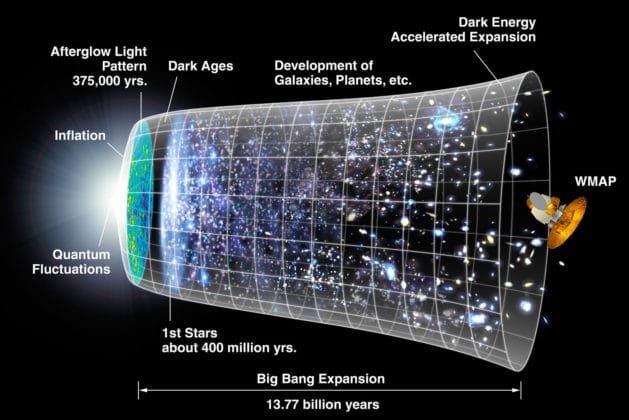 Dark Energy
Accelerated Expansion
Afterglow Light
Pattern
375,000 yrs.
Dark Ages
Development of
Galaxies, Planets, etc.
Inflation
WMAP
Quantum
Fluctuations
1st Stars
about 400 million yrs.
Big Bang Expansion
13.77 billion years